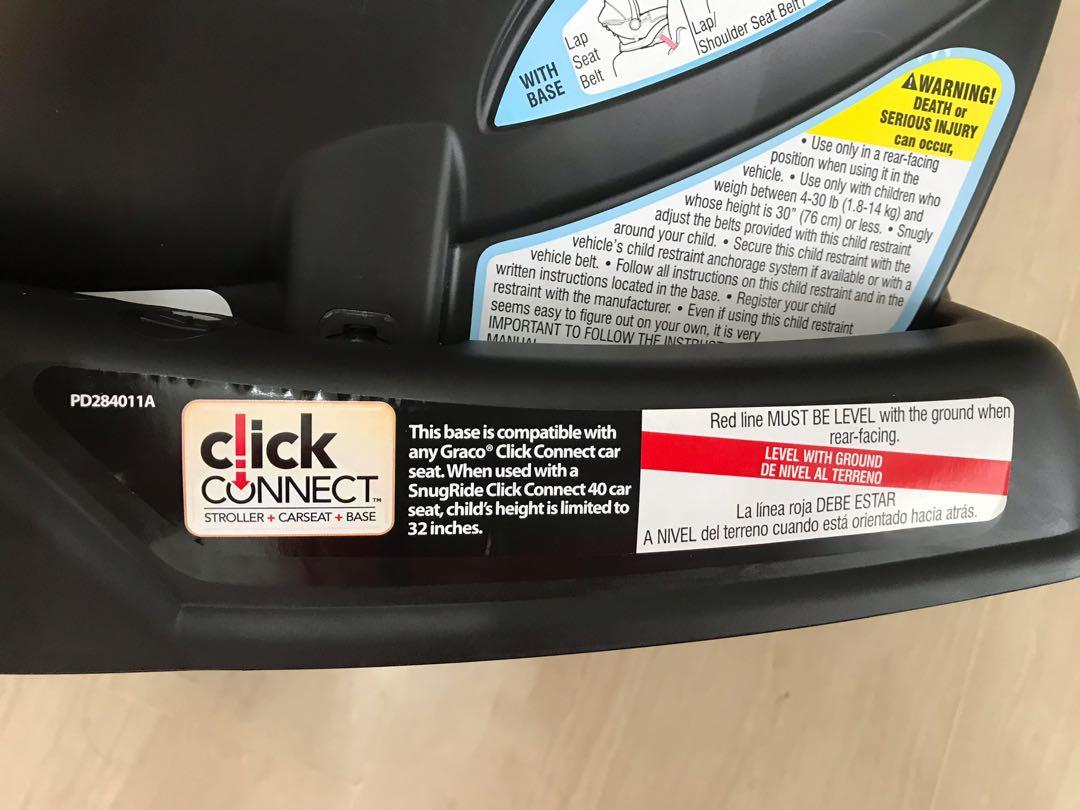 Lap
Seat
Belt
Lap/
Shoulder Seat Belt
WITH
BASE
WARNING!
DEATH or
SERIOUS INJURY
can occur,
• Use only in a rear-facing
position when using it in the
vehicle. • Use only with children who
weigh between 4-30 lb (1.8-14 kg) and
whose height is 30" (76 cm) or less. • Snugly
adjust the belts provided with this child restraint
around your child. • Secure this child restraint with the
vehicle's child restraint anchorage system if available or with a
vehicle belt. • Follow all instructions on this child restraint and in the
written instructions located in the base. • Register your child
restraint with the manufacturer. • Even if using this child restraint
seems easy to figure out on your own, it is very
IMPORTANT TO FOLLOW THE
MANUAL
PD284011A
click
CONNECT™
STROLLER + CARSEAT + BASE
This base is compatible with
any Graco® Click Connect car
seat. When used with a
SnugRide Click Connect 40 car
seat, child's height is limited to
32 inches.
Red line MUST BE LEVEL with the ground when
rear-facing.
LEVEL WITH GROUND
DE NIVEL AL TERRENO
La línea roja DEBE ESTAR
A NIVEL del terreno cuando está orientado hacia atrás.